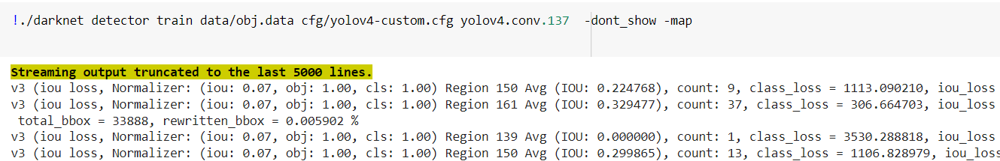 !./darknet detector train data/obj.data cfg/yolov4-custom.cfg yolov4.conv.137  -dont_show -map
Streaming output truncated to the last 5000 lines.
v3 (iou loss, Normalizer: (iou: 0.07, obj: 1.00, cls: 1.00) Region 150 Avg (IOU: 0.224768), count: 9, class_loss = 1113.090210, iou_loss
v3 (iou loss, Normalizer: (iou: 0.07, obj: 1.00, cls: 1.00) Region 161 Avg (IOU: 0.329477), count: 37, class_loss = 306.664703, iou_loss
 total_bbox = 33888, rewritten_bbox = 0.005902 %
v3 (iou loss, Normalizer: (iou: 0.07, obj: 1.00, cls: 1.00) Region 139 Avg (IOU: 0.000000), count: 1, class_loss = 3530.288818, iou_loss
v3 (iou loss, Normalizer: (iou: 0.07, obj: 1.00, cls: 1.00) Region 150 Avg (IOU: 0.299865), count: 13, class_loss = 1106.828979, iou_loss